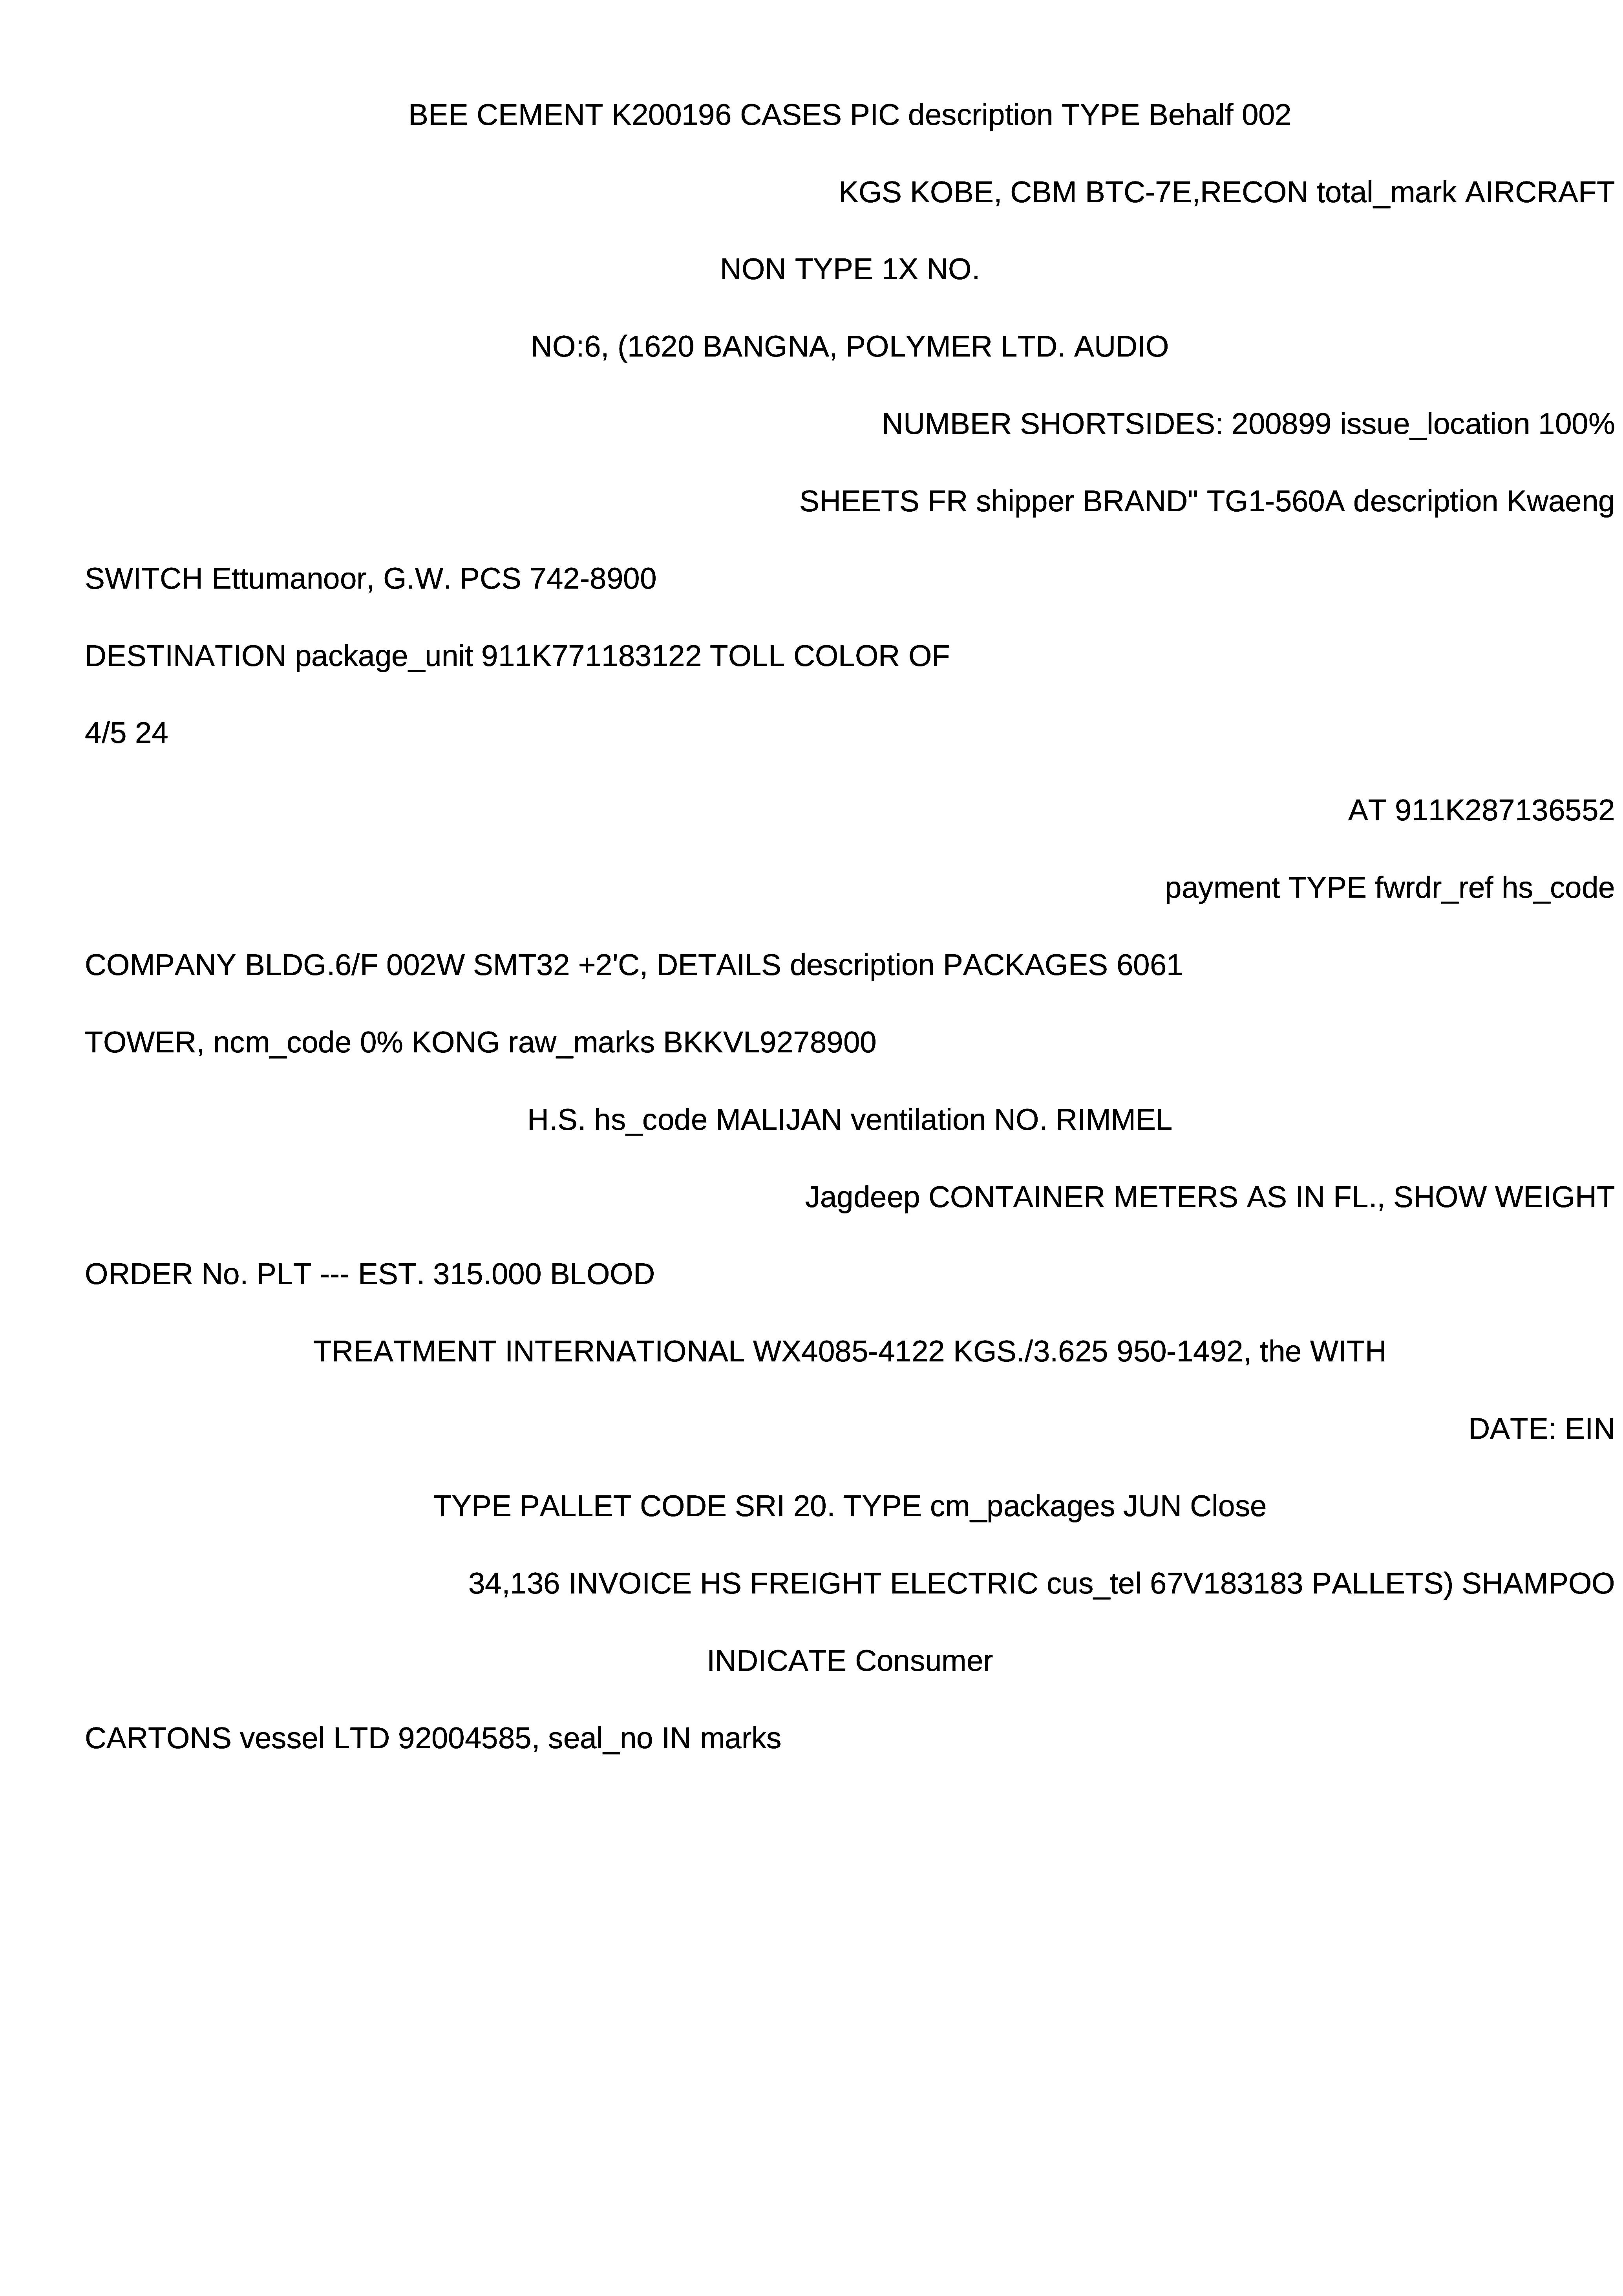 BEE CEMENT K200196 CASES PIC description TYPE Behalf 002
KGS KOBE, CBM BTC-7E,RECON total_mark AIRCRAFT
NON TYPE 1X NO.
NO:6, (1620 BANGNA, POLYMER LTD. AUDIO
NUMBER SHORTSIDES: 200899 issue_location 100%
SHEETS FR shipper BRAND" TG1-560A description Kwaeng
SWITCH Ettumanoor, G.W. PCS 742-8900
DESTINATION package_unit 911K771183122 TOLL COLOR OF
4/5 24
AT 911K287136552
payment TYPE fwrdr_ref hs_code
COMPANY BLDG.6/F 002W SMT32 +2'C, DETAILS description PACKAGES 6061
TOWER, ncm_code 0% KONG raw_marks BKKVL9278900
H.S. hs_code MALIJAN ventilation NO. RIMMEL
Jagdeep CONTAINER METERS AS IN FL., SHOW WEIGHT
ORDER No. PLT --- EST. 315.000 BLOOD
TREATMENT INTERNATIONAL WX4085-4122 KGS./3.625 950-1492, the WITH
DATE: EIN
TYPE PALLET CODE SRI 20. TYPE cm_packages JUN Close
34,136 INVOICE HS FREIGHT ELECTRIC cus_tel 67V183183 PALLETS) SHAMPOO
INDICATE Consumer
CARTONS vessel LTD 92004585, seal_no IN marks